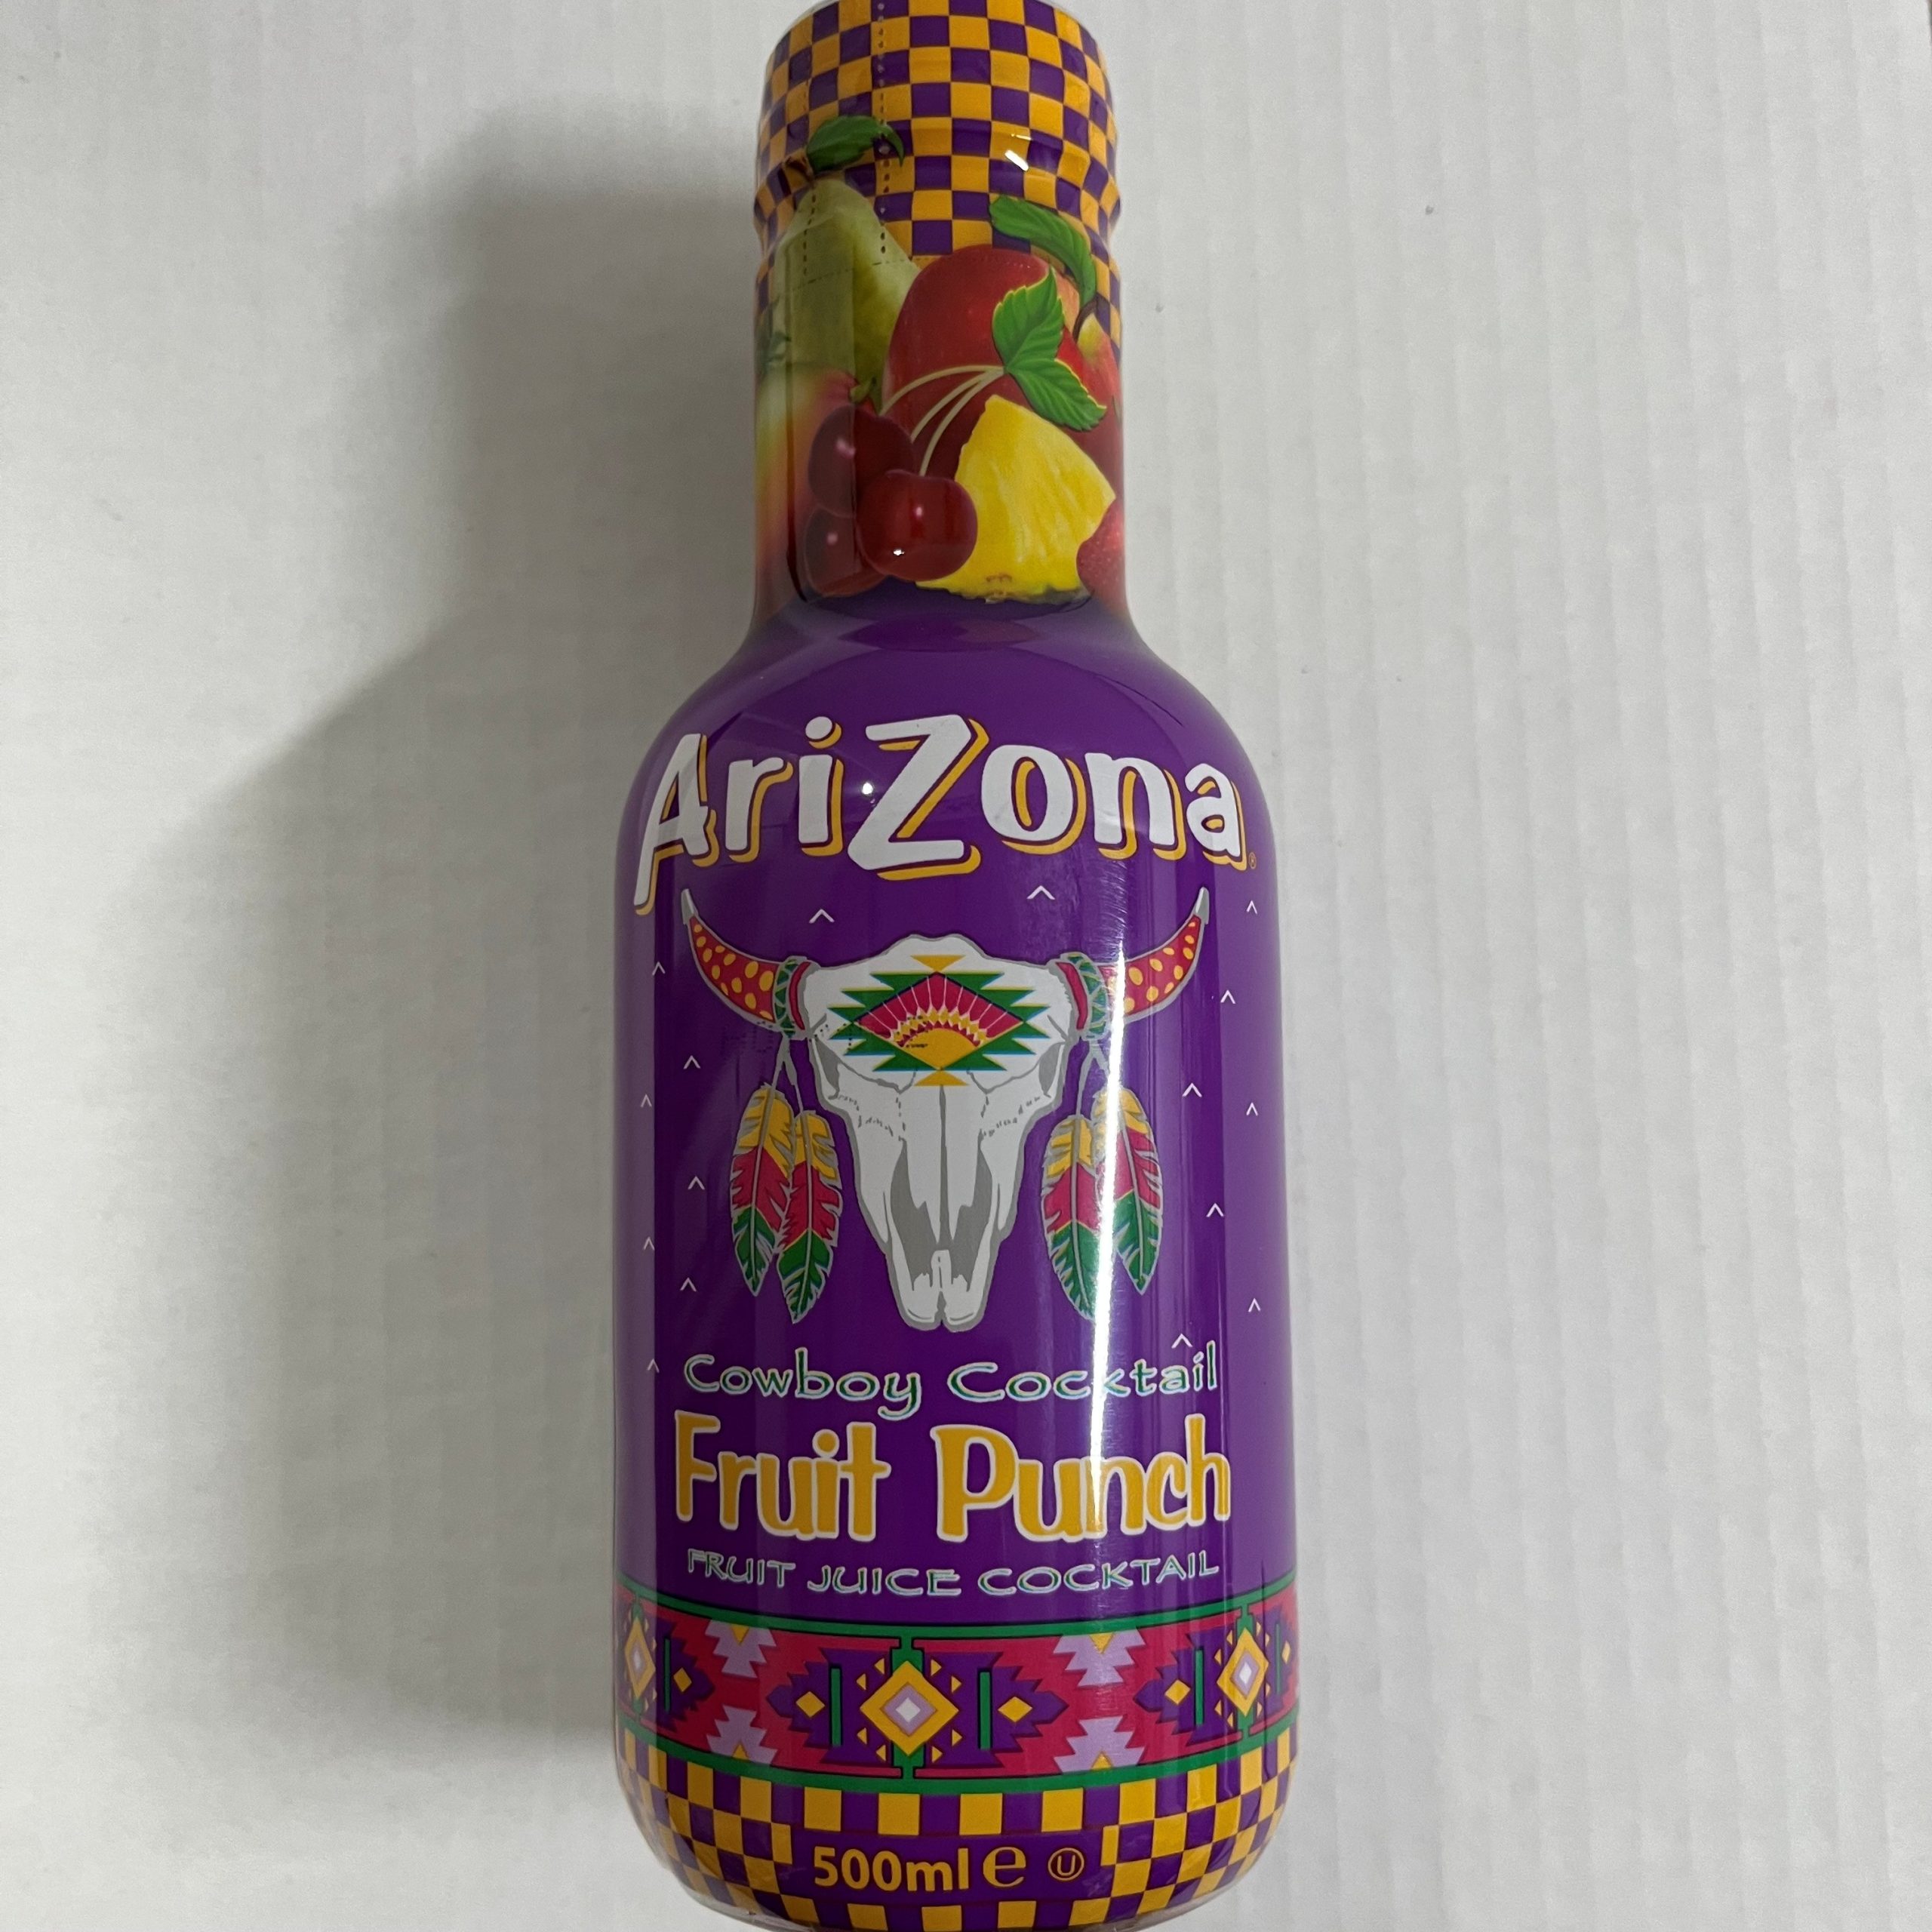 AriZona
Cowboy Cocktail
Fruit Punch
FRUIT JUICE COCKTAIL
500ml ℮ Ⓤ